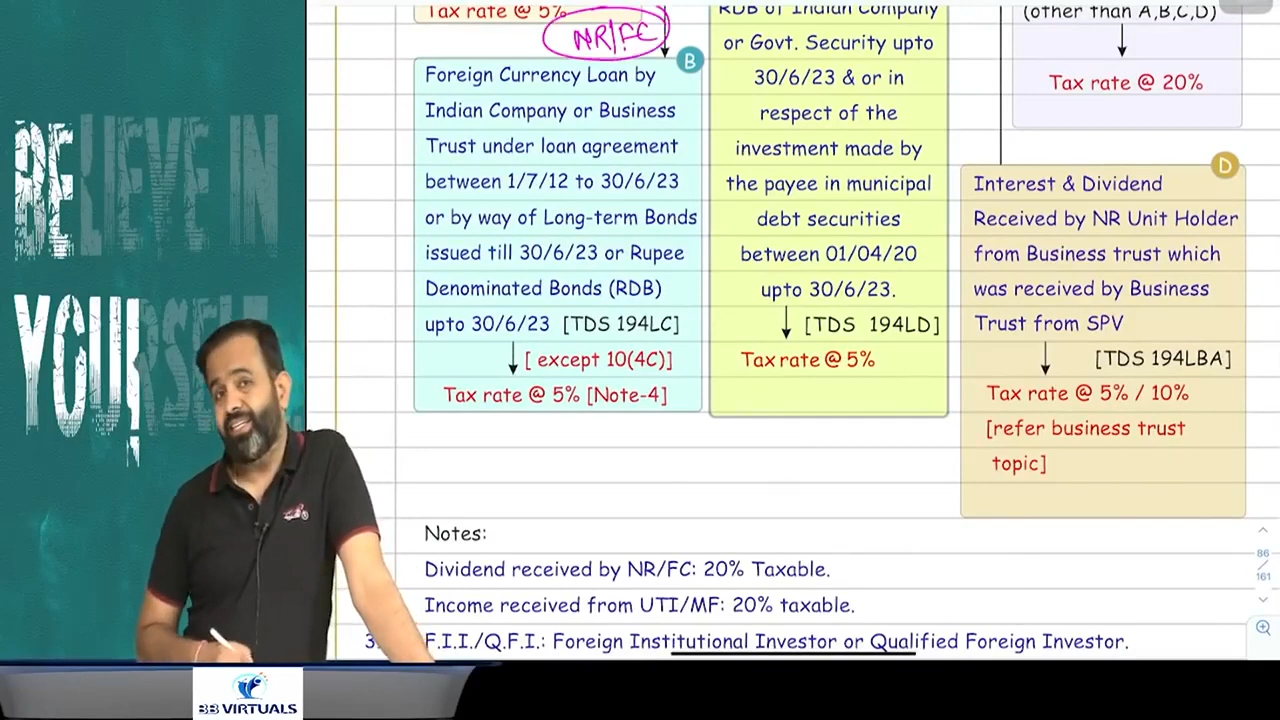 BELIEVE IN
YOURSELF
Tax rate @ 5%
NR/FC
B
Foreign Currency Loan by
Indian Company or Business
Trust under loan agreement
between 1/7/12 to 30/6/23
or by way of Long-term Bonds
issued till 30/6/23 or Rupee
Denominated Bonds (RDB)
upto 30/6/23 [TDS 194LC]
[ except 10(4C)]
Tax rate @ 5% [Note-4]
RDB of Indian Company
or Govt. Security upto
30/6/23 & or in
respect of the
investment made by
the payee in municipal
debt securities
between 01/04/20
upto 30/6/23.
[TDS 194LD]
Tax rate @ 5%
(other than A,B,C,D)
Tax rate @ 20%
D
Interest & Dividend
Received by NR Unit Holder
from Business trust which
was received by Business
Trust from SPV
[TDS 194LBA]
Tax rate @ 5% / 10%
[refer business trust
topic]
Notes:
Dividend received by NR/FC: 20% Taxable.
Income received from UTI/MF: 20% taxable.
3. F.I.I./Q.F.I.: Foreign Institutional Investor or Qualified Foreign Investor.
86
161
BB VIRTUALS